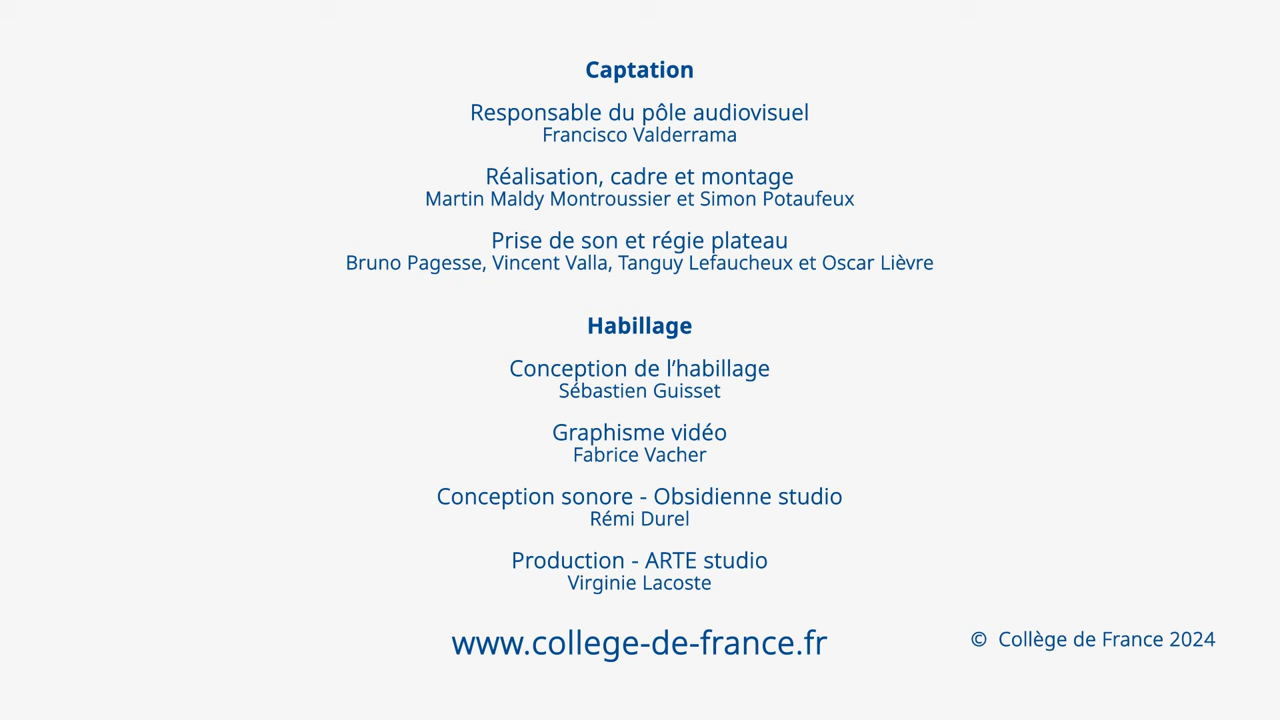 Captation
Responsable du pôle audiovisuel
Francisco Valderrama
Réalisation, cadre et montage
Martin Maldy Montroussier et Simon Potaufeux
Prise de son et régie plateau
Bruno Pagesse, Vincent Valla, Tanguy Lefaucheux et Oscar Lièvre
Habillage
Conception de l’habillage
Sébastien Guisset
Graphisme vidéo
Fabrice Vacher
Conception sonore - Obsidienne studio
Rémi Durel
Production - ARTE studio
Virginie Lacoste
www.college-de-france.fr
© Collège de France 2024